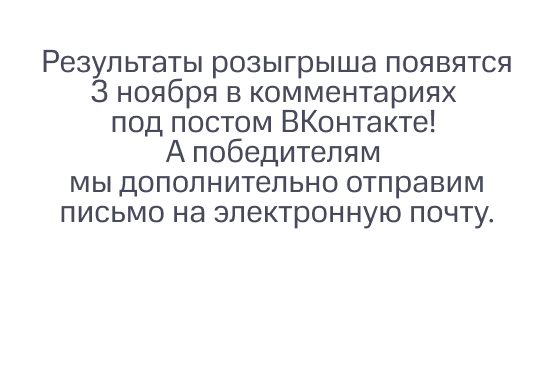 Результаты розыгрыша появятся
3 ноября в комментариях
под постом ВКонтакте!
А победителям
мы дополнительно отправим
письмо на электронную почту.